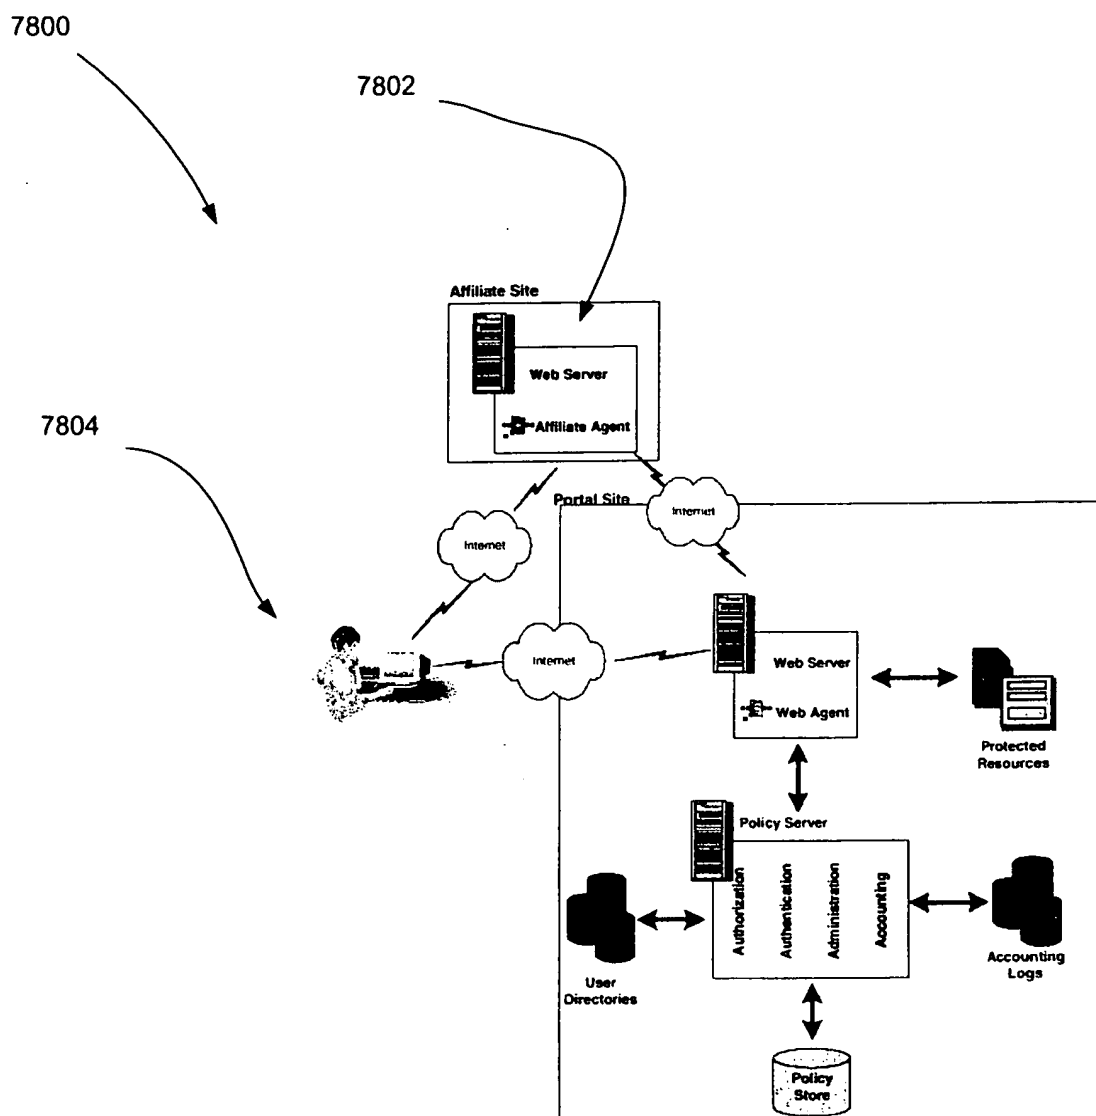 7800
7802
Affiliate Site
Web Server
7804
Affiliate Agent
Portal Site
Internet
Internet
Internet
Web Server
Web Agent
Protected
Resources
Policy Server
Authorization
Authentication
Administration
Accounting
User
Directories
Accounting
Logs
Policy
Store